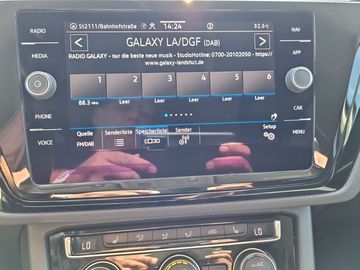 RADIO
MEDIA
PHONE
VOICE
St2111/Bahnhofstraße
14:24
32.5°
GALAXY LA/DGF (DAB)
RADIO GALAXY - nur die beste neue musik - StudioHotline: 0700-20102050 - https://
www.galaxy-landshut.de
1 2 3 4 5 6
88.3 MHz Leer Leer Leer Leer Leer
Quelle Senderliste Speicherliste Sender Setup
FM/DAB
NAV
APP
CAR
MENU
LO LO